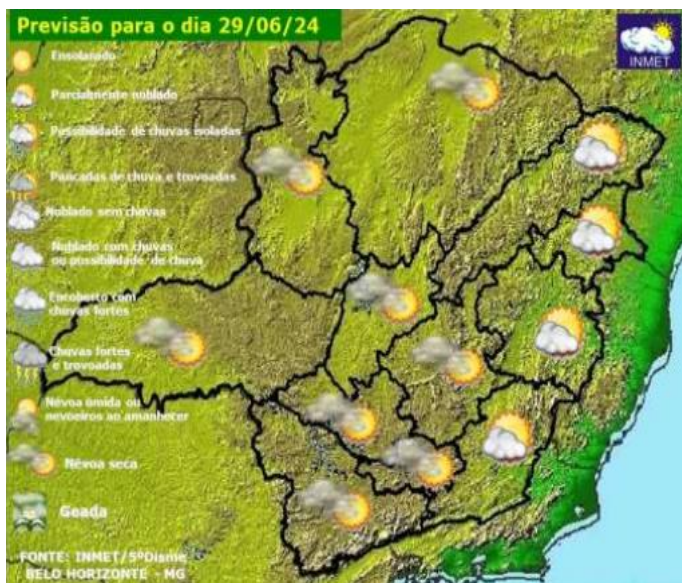 Previsão para o dia 29/06/24
INMET
Ensolarado
Parcialmente nublado
Possibilidade de chuvas isoladas
Pancadas de chuva e trovoadas
Nublado sem chuvas
Nublado com chuvas
ou possibilidade de chuva
Encoberto com
chuvas fortes
Chuvas fortes
e trovoadas
Névoa úmida ou
nevoeiros ao amanhecer
Névoa seca
Geada
FONTE: INMET/5ºDisme
BELO HORIZONTE - MG